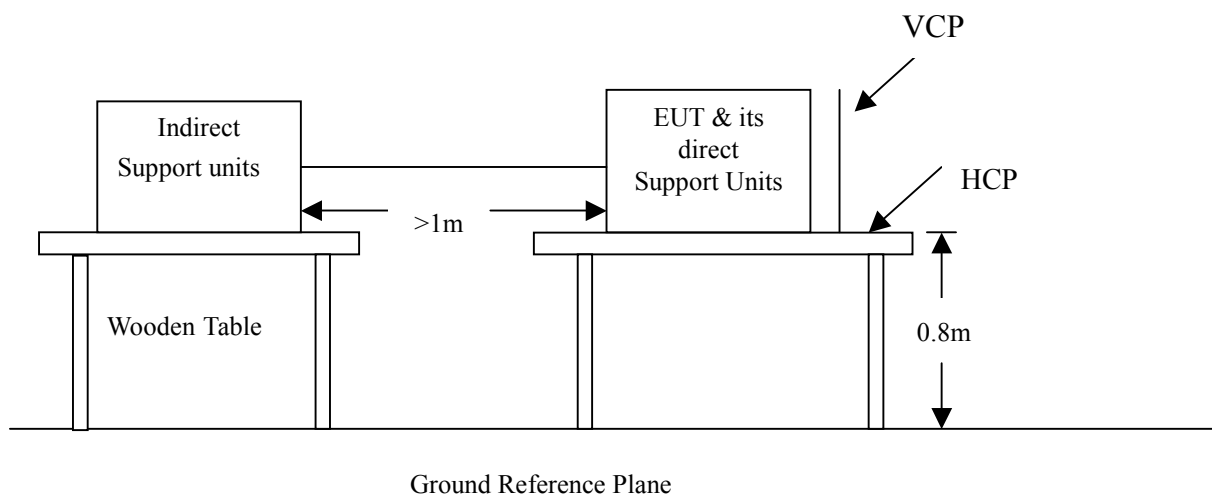 VCP
Indirect
Support units
EUT & its
direct
Support Units
HCP
>1m
Wooden Table
0.8m
Ground Reference Plane